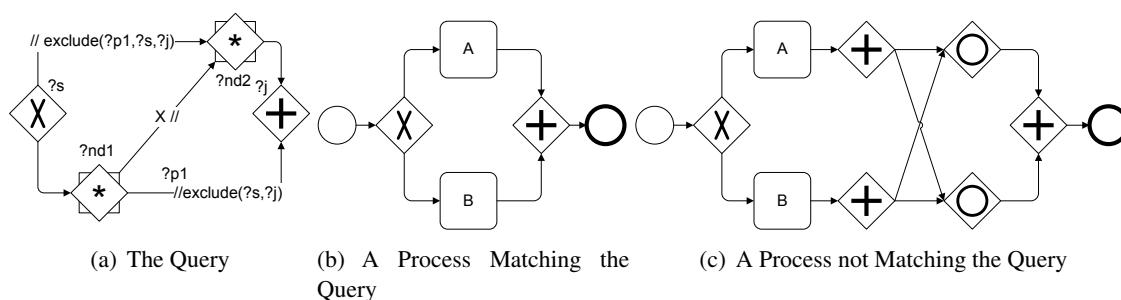 // exclude(?p1,?s,?j)
*
?s
?nd2
?j
X //
?nd1
*
?p1
//exclude(?s,?j)
A
B
A
B
(a) The Query
(b) A Process Matching the
Query
(c) A Process not Matching the Query